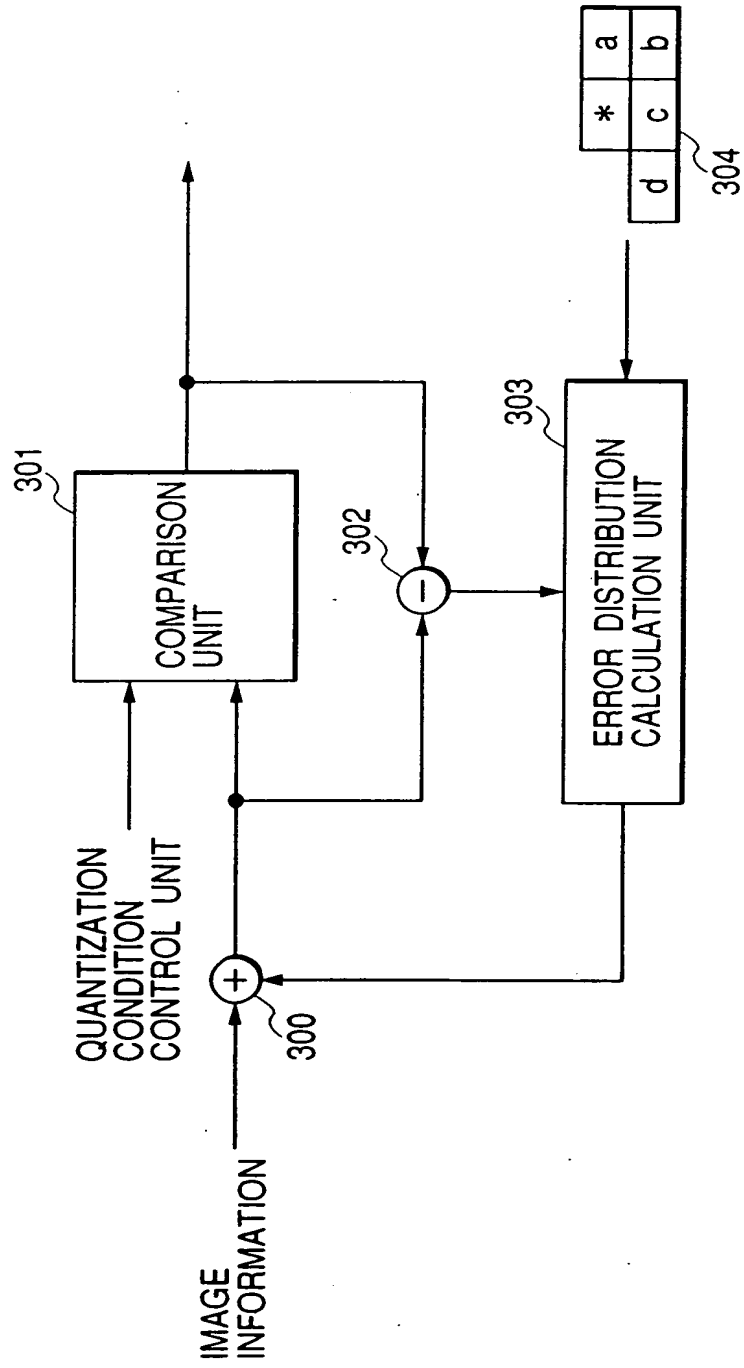 QUANTIZATION
CONDITION
CONTROL UNIT
301
COMPARISON
UNIT
IMAGE
INFORMATION
+
300
302
-
303
ERROR DISTRIBUTION
CALCULATION UNIT
* a
d c b
304